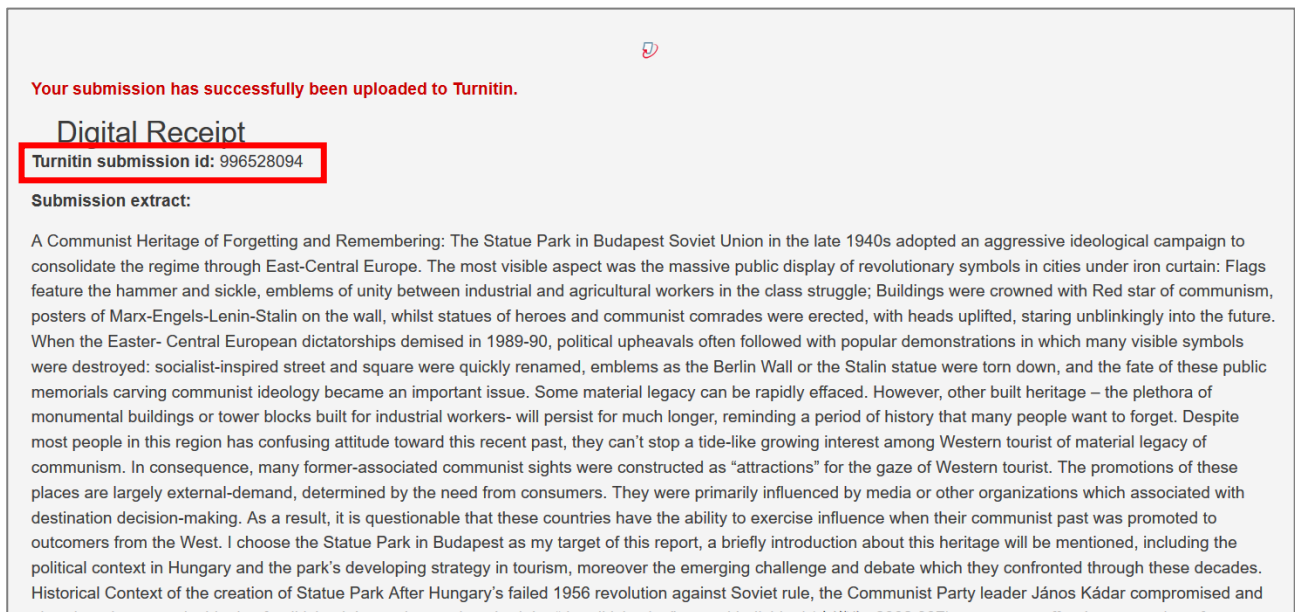 Your submission has successfully been uploaded to Turnitin.
Digital Receipt
Turnitin submission id: 996528094
Submission extract:
A Communist Heritage of Forgetting and Remembering: The Statue Park in Budapest Soviet Union in the late 1940s adopted an aggressive ideological campaign to
consolidate the regime through East-Central Europe. The most visible aspect was the massive public display of revolutionary symbols in cities under iron curtain: Flags
feature the hammer and sickle, emblems of unity between industrial and agricultural workers in the class struggle; Buildings were crowned with Red star of communism,
posters of Marx-Engels-Lenin-Stalin on the wall, whilst statues of heroes and communist comrades were erected, with heads uplifted, staring unblinkingly into the future.
When the Easter- Central European dictatorships demised in 1989-90, political upheavals often followed with popular demonstrations in which many visible symbols
were destroyed: socialist-inspired street and square were quickly renamed, emblems as the Berlin Wall or the Stalin statue were torn down, and the fate of these public
memorials carving communist ideology became an important issue. Some material legacy can be rapidly effaced. However, other built heritage – the plethora of
monumental buildings or tower blocks built for industrial workers- will persist for much longer, reminding a period of history that many people want to forget. Despite
most people in this region has confusing attitude toward this recent past, they can't stop a tide-like growing interest among Western tourist of material legacy of
communism. In consequence, many former-associated communist sights were constructed as “attractions” for the gaze of Western tourist. The promotions of these
places are largely external-demand, determined by the need from consumers. They were primarily influenced by media or other organizations which associated with
destination decision-making. As a result, it is questionable that these countries have the ability to exercise influence when their communist past was promoted to
outcomers from the West. I choose the Statue Park in Budapest as my target of this report, a briefly introduction about this heritage will be mentioned, including the
political context in Hungary and the park's developing strategy in tourism, moreover the emerging challenge and debate which they confronted through these decades.
Historical Context of the creation of Statue Park After Hungary's failed 1956 revolution against Soviet rule, the Communist Party leader János Kádár compromised and